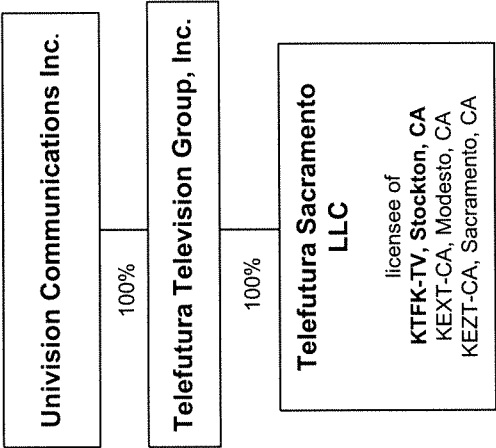 Univision Communications Inc.
100%
Telefutura Television Group, Inc.
100%
Telefutura Sacramento
LLC
licensee of
KTFK-TV, Stockton, CA
KEXT-CA, Modesto, CA
KEZT-CA, Sacramento, CA